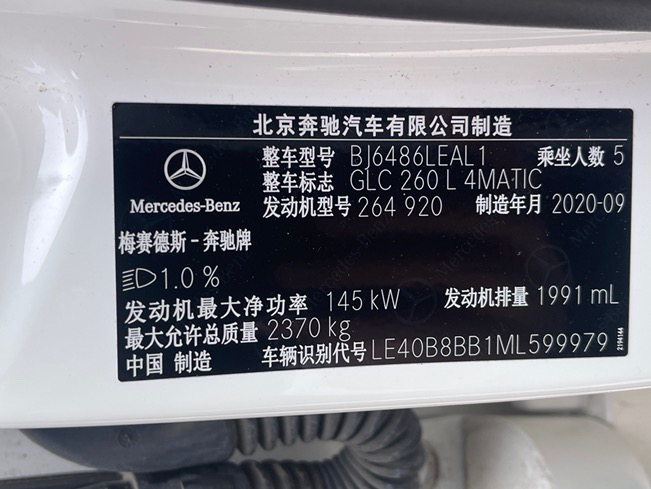 北京奔驰汽车有限公司制造
整车型号 BJ6486LEAL1 乘坐人数 5
整车标志 GLC 260 L 4MATIC
Mercedes-Benz 发动机型号 264 920 制造年月 2020-09
梅赛德斯-奔驰牌
1.0 %
发动机最大净功率 145 kW 发动机排量 1991 mL
最大允许总质量 2370 kg
中国 制造 车辆识别代号 LE40B8BB1ML599979
2194144